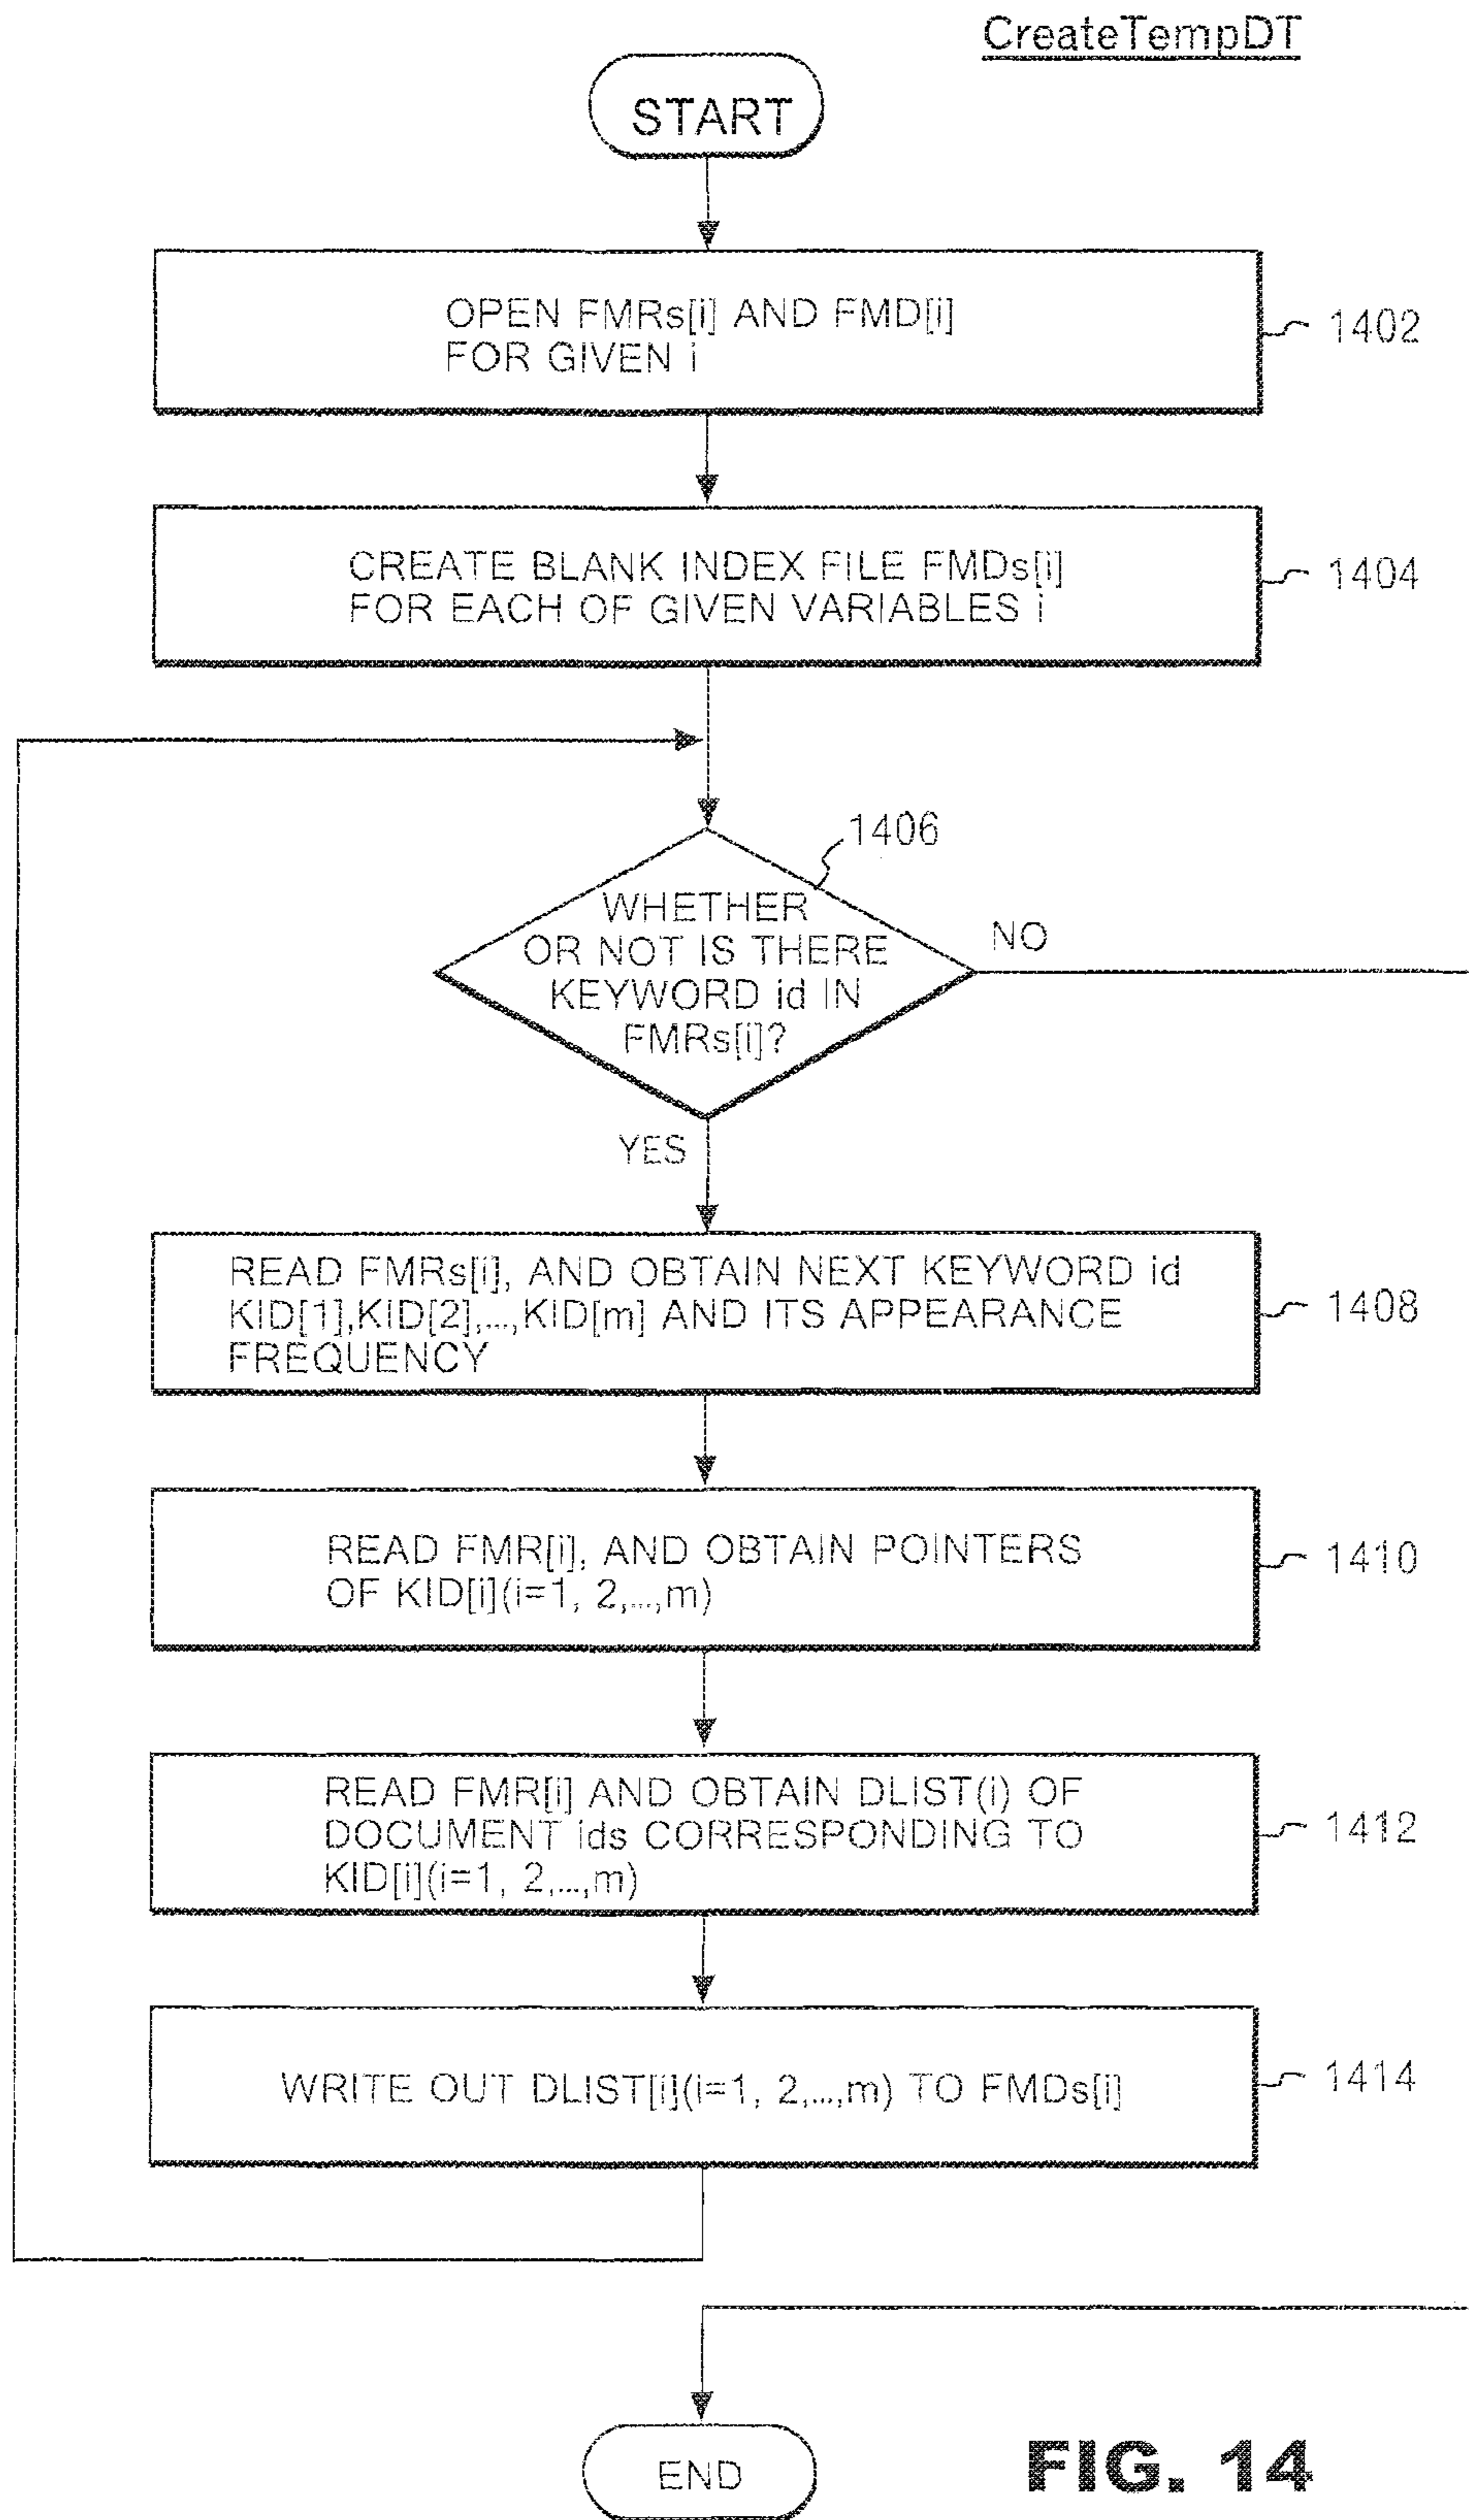 CreateTempDT
START
OPEN FMRs[i] AND FMD[i]
FOR GIVEN i
1402
CREATE BLANK INDEX FILE FMDs[i]
FOR EACH OF GIVEN VARIABLES i
1404
1406
WHETHER
OR NOT IS THERE
KEYWORD id IN
FMRs[i]?
NO
YES
READ FMRs[i], AND OBTAIN NEXT KEYWORD id
KID[1],KID[2],...,KID[m] AND ITS APPEARANCE
FREQUENCY
1408
READ FMR[i], AND OBTAIN POINTERS
OF KID[i](i=1, 2,...,m)
1410
READ FMR[i] AND OBTAIN DLIST(i) OF
DOCUMENT ids CORRESPONDING TO
KID[i](i=1, 2,...,m)
1412
WRITE OUT DLIST[i](i=1, 2,...,m) TO FMDs[i]
1414
END
FIG. 14